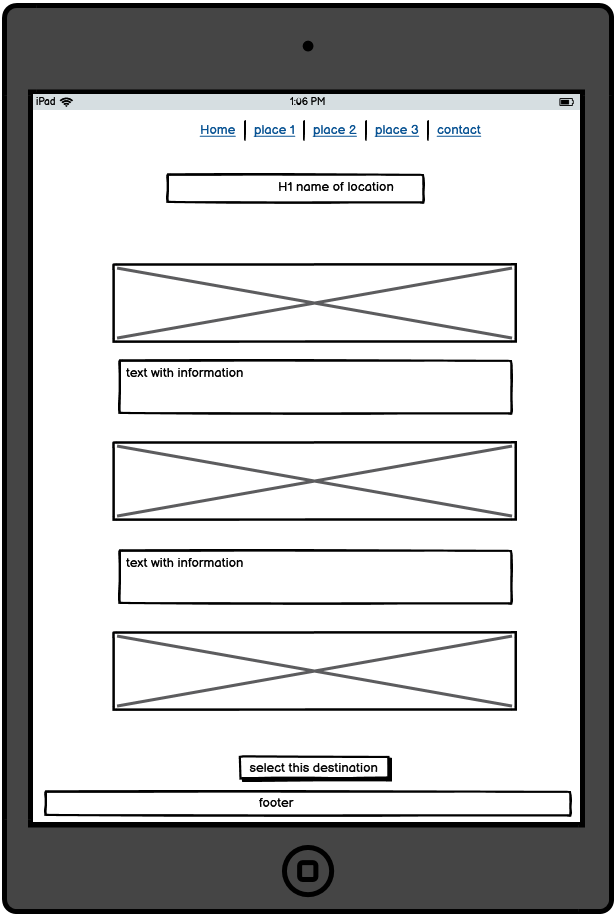 iPad 1:06 PM
Home place 1 place 2 place 3 contact
H1 name of location
text with information
text with information
select this destination
footer